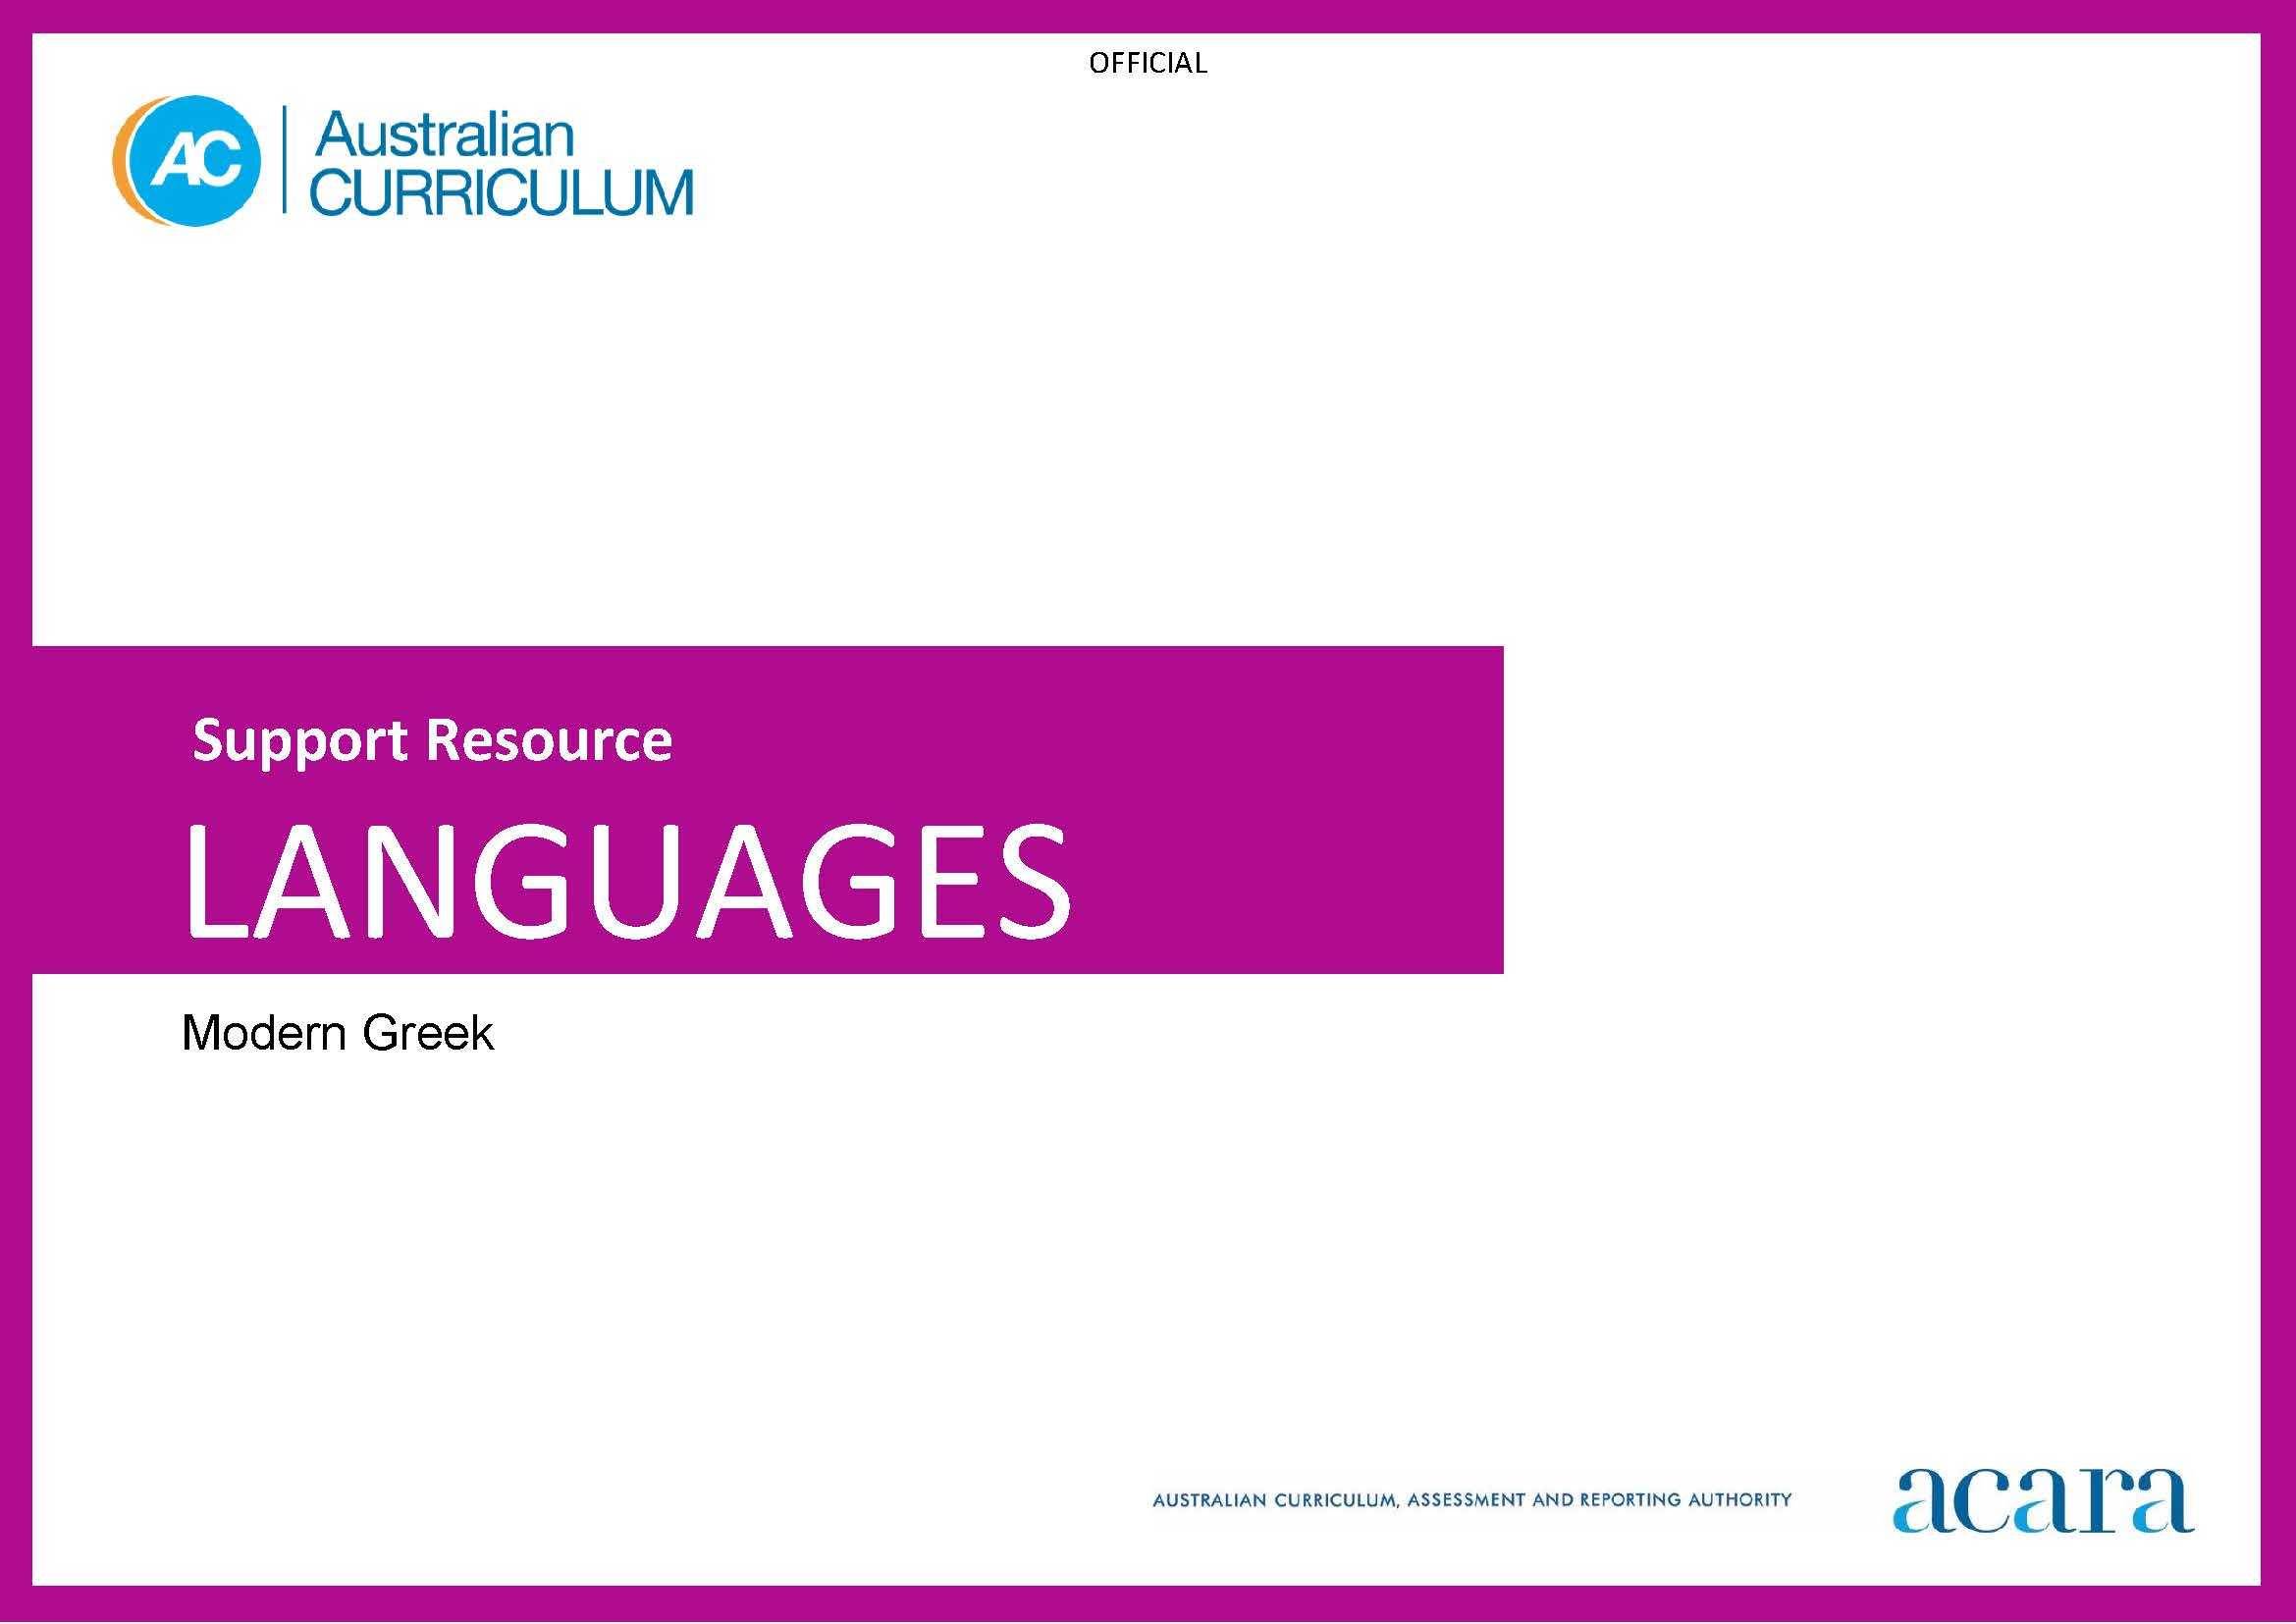 OFFICIAL
AC
Australian
CURRICULUM
Support Resource
LANGUAGES
Modern Greek
AUSTRALIAN CURRICULUM, ASSESSMENT AND REPORTING AUTHORITY
acara